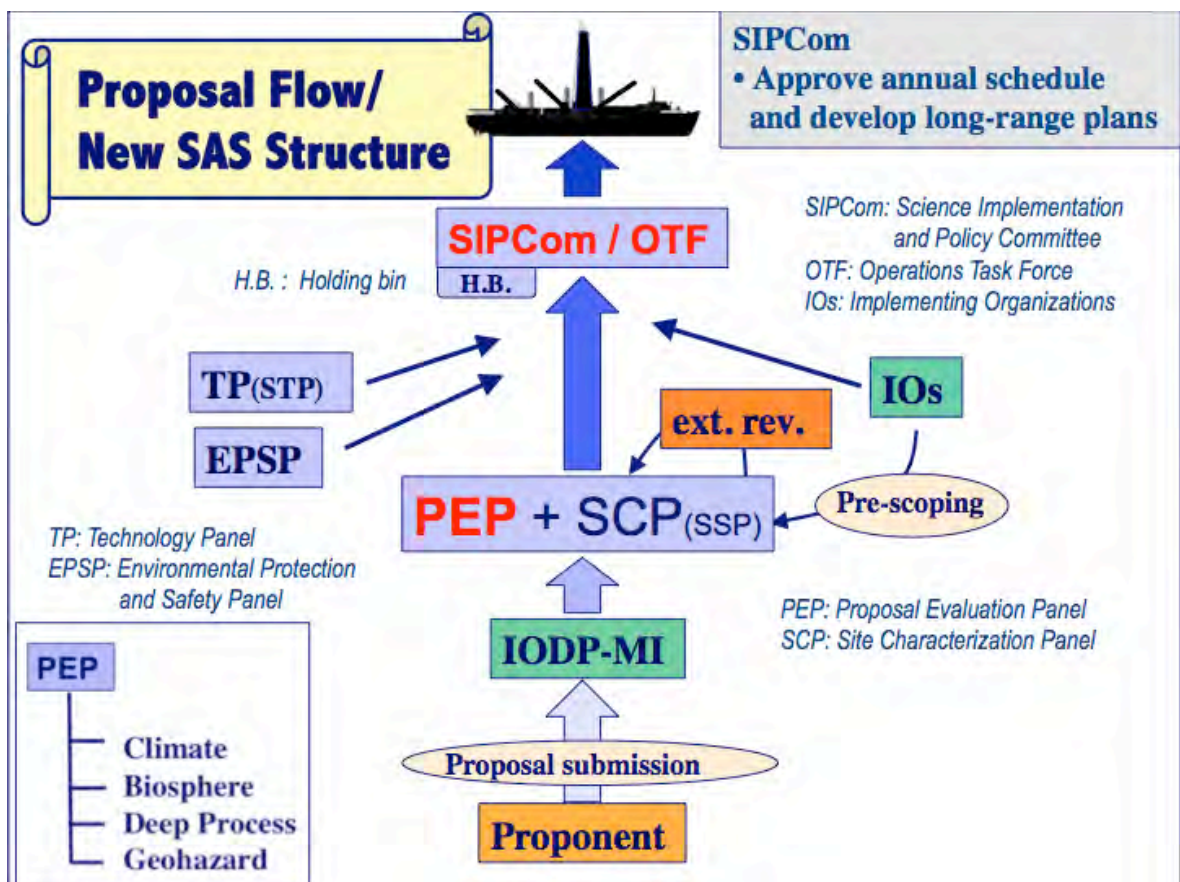 Proposal Flow/
New SAS Structure
SIPCom
• Approve annual schedule
and develop long-range plans
SIPCom / OTF
H.B.
H.B. : Holding bin
SIPCom: Science Implementation
and Policy Committee
OTF: Operations Task Force
IOs: Implementing Organizations
TP(STP)
EPSP
IOs
ext. rev.
Pre-scoping
PEP + SCP(SSP)
TP: Technology Panel
EPSP: Environmental Protection
and Safety Panel
PEP: Proposal Evaluation Panel
SCP: Site Characterization Panel
IODP-MI
Proposal submission
Proponent
PEP
Climate
Biosphere
Deep Process
Geohazard